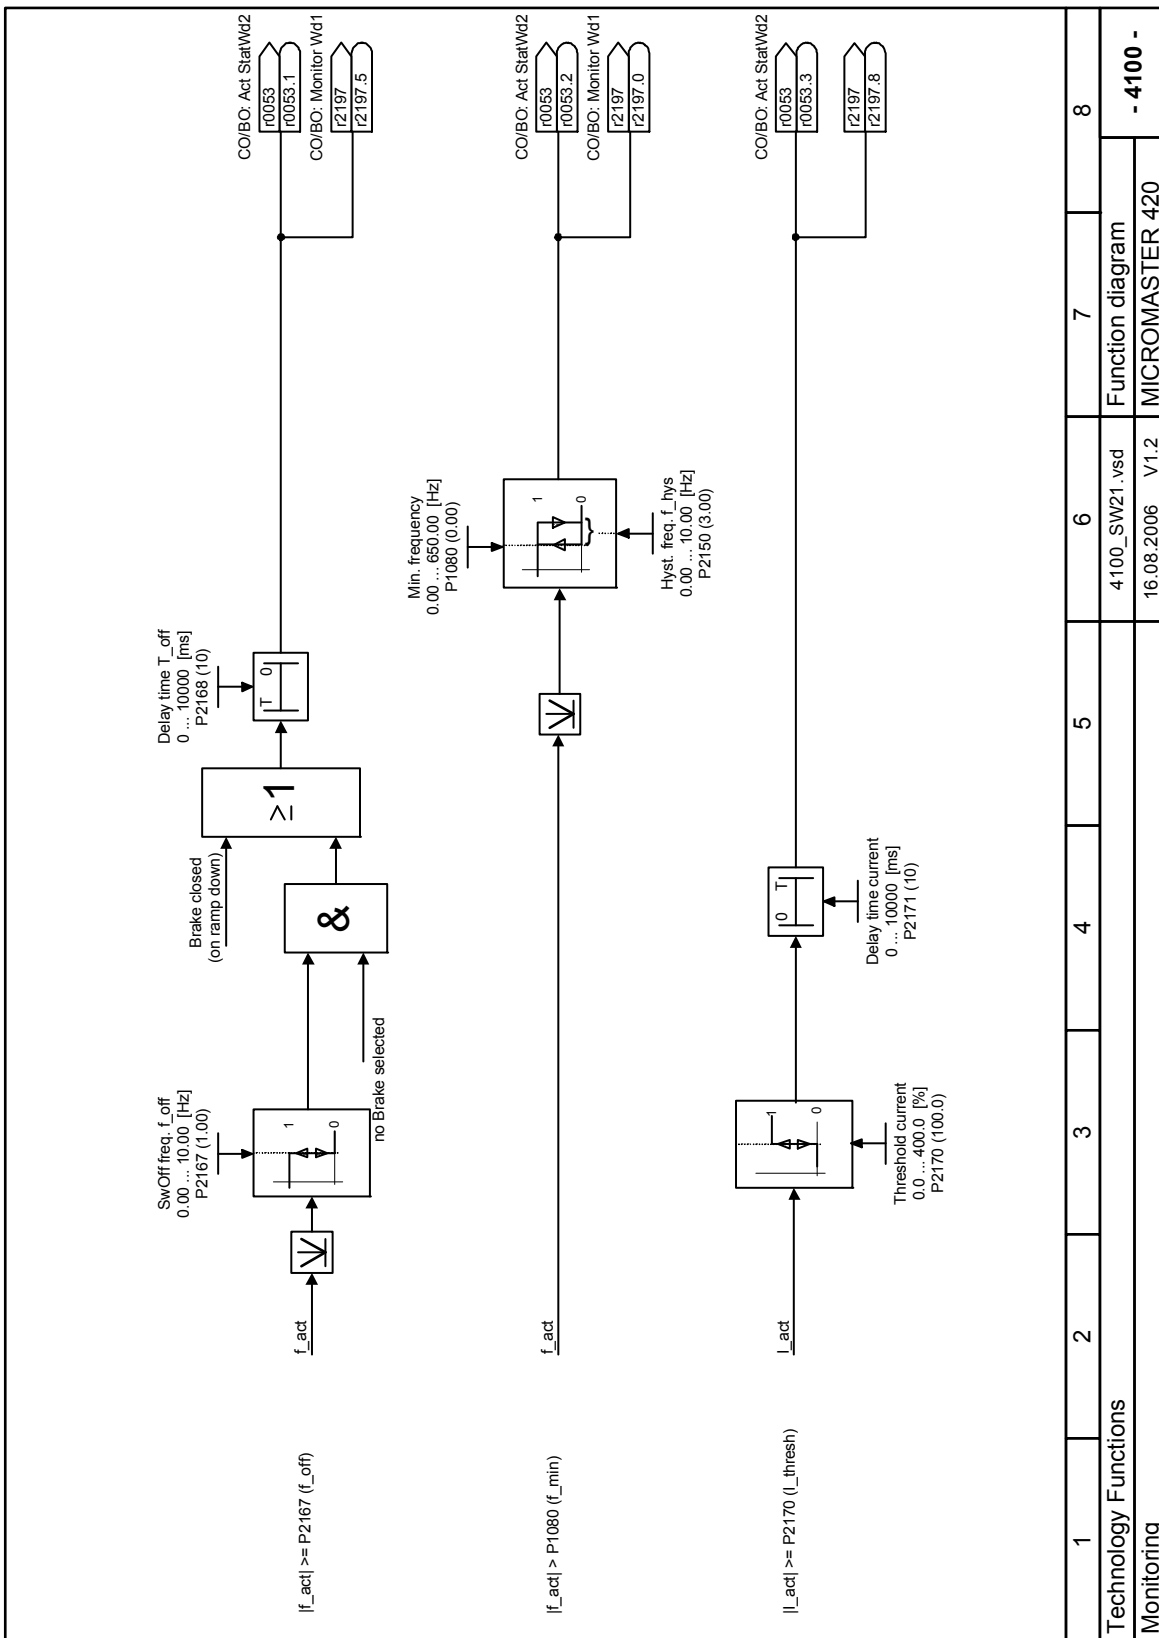 |f_act| >= P2167 (f_off)
f_act
SwOff freq. f_off
0.00 ... 10.00 [Hz]
P2167 (1.00)
1
0
no Brake selected
&
Brake closed
(on ramp down)
≥1
Delay time T_off
0 ... 10000 [ms]
P2168 (10)
T 0
CO/BO: Act StatWd2
r0053
r0053.1
CO/BO: Monitor Wd1
r2197
r2197.5
|f_act| > P1080 (f_min)
f_act
Min. frequency
0.00 ... 650.00 [Hz]
P1080 (0.00)
1
0
}
Hyst. freq. f_hys
0.00 ... 10.00 [Hz]
P2150 (3.00)
CO/BO: Act StatWd2
r0053
r0053.2
CO/BO: Monitor Wd1
r2197
r2197.0
|I_act| >= P2170 (I_thresh)
I_act
1
0
Threshold current
0.0 ... 400.0 [%]
P2170 (100.0)
0 T
Delay time current
0 ... 10000 [ms]
P2171 (10)
CO/BO: Act StatWd2
r0053
r0053.3
r2197
r2197.8
1 2 3 4 5 6 7 8
Technology Functions
Monitoring
4100_SW21.vsd
16.08.2006 V1.2
Function diagram
MICROMASTER 420
- 4100 -